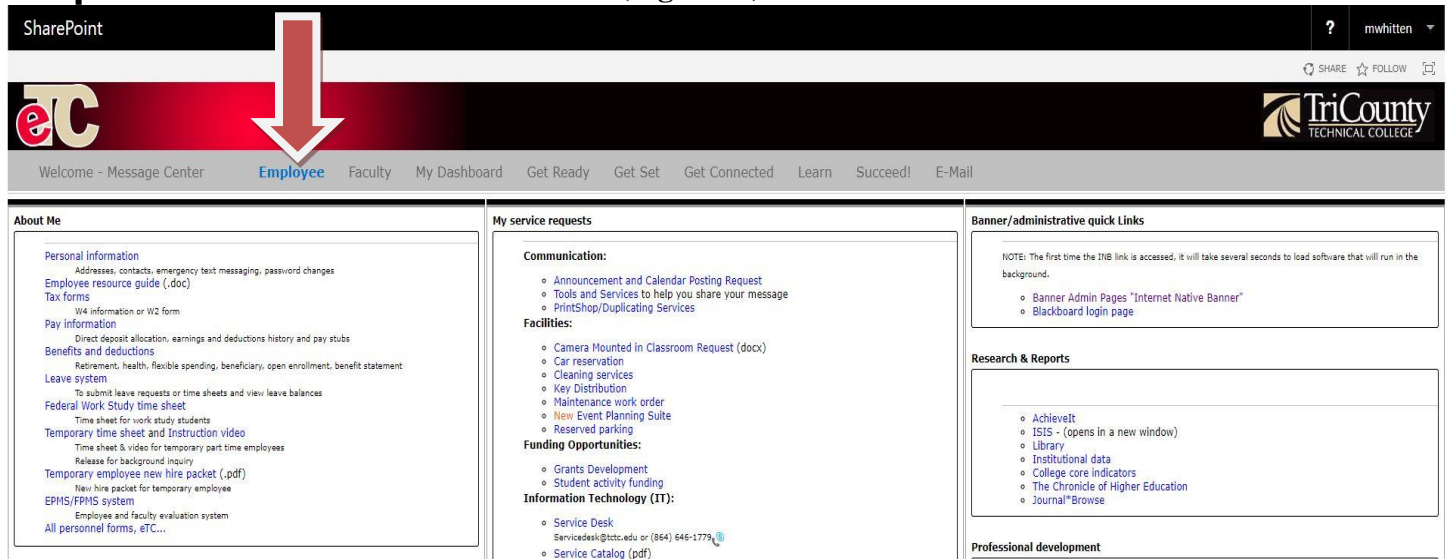 SharePoint
? mwhitten
SHARE FOLLOW
eTC
TriCounty
TECHNICAL COLLEGE
Welcome - Message Center Employee Faculty My Dashboard Get Ready Get Set Get Connected Learn Succeed! E-Mail
About Me
Personal information
Addresses, contacts, emergency text messaging, password changes
Employee resource guide (.doc)
Tax forms
W4 information or W2 form
Pay information
Direct deposit allocation, earnings and deductions history and pay stubs
Benefits and deductions
Retirement, health, flexible spending, beneficiary, open enrollment, benefit statement
Leave system
To submit leave requests or time sheets and view leave balances
Federal Work Study time sheet
Time sheet for work study students
Temporary time sheet and Instruction video
Time sheet & video for temporary part time employees
Release for background inquiry
Temporary employee new hire packet (.pdf)
New hire packet for temporary employee
EPMS/FPMS system
Employee and faculty evaluation system
All personnel forms, eTC...
My service requests
Communication:
Announcement and Calendar Posting Request
Tools and Services to help you share your message
PrintShop/Duplicating Services
Facilities:
Camera Mounted in Classroom Request (docx)
Car reservation
Cleaning services
Key Distribution
Maintenance work order
New Event Planning Suite
Reserved parking
Funding Opportunities:
Grants Development
Student activity funding
Information Technology (IT):
Service Desk
Servicedesk@tctc.edu or (864) 646-1779
Service Catalog (pdf)
Banner/administrative quick Links
NOTE: The first time the INB link is accessed, it will take several seconds to load software that will run in the
background.
Banner Admin Pages "Internet Native Banner"
Blackboard login page
Research & Reports
AchieveIt
ISIS - (opens in a new window)
Library
Institutional data
College core indicators
The Chronicle of Higher Education
Journal*Browse
Professional development